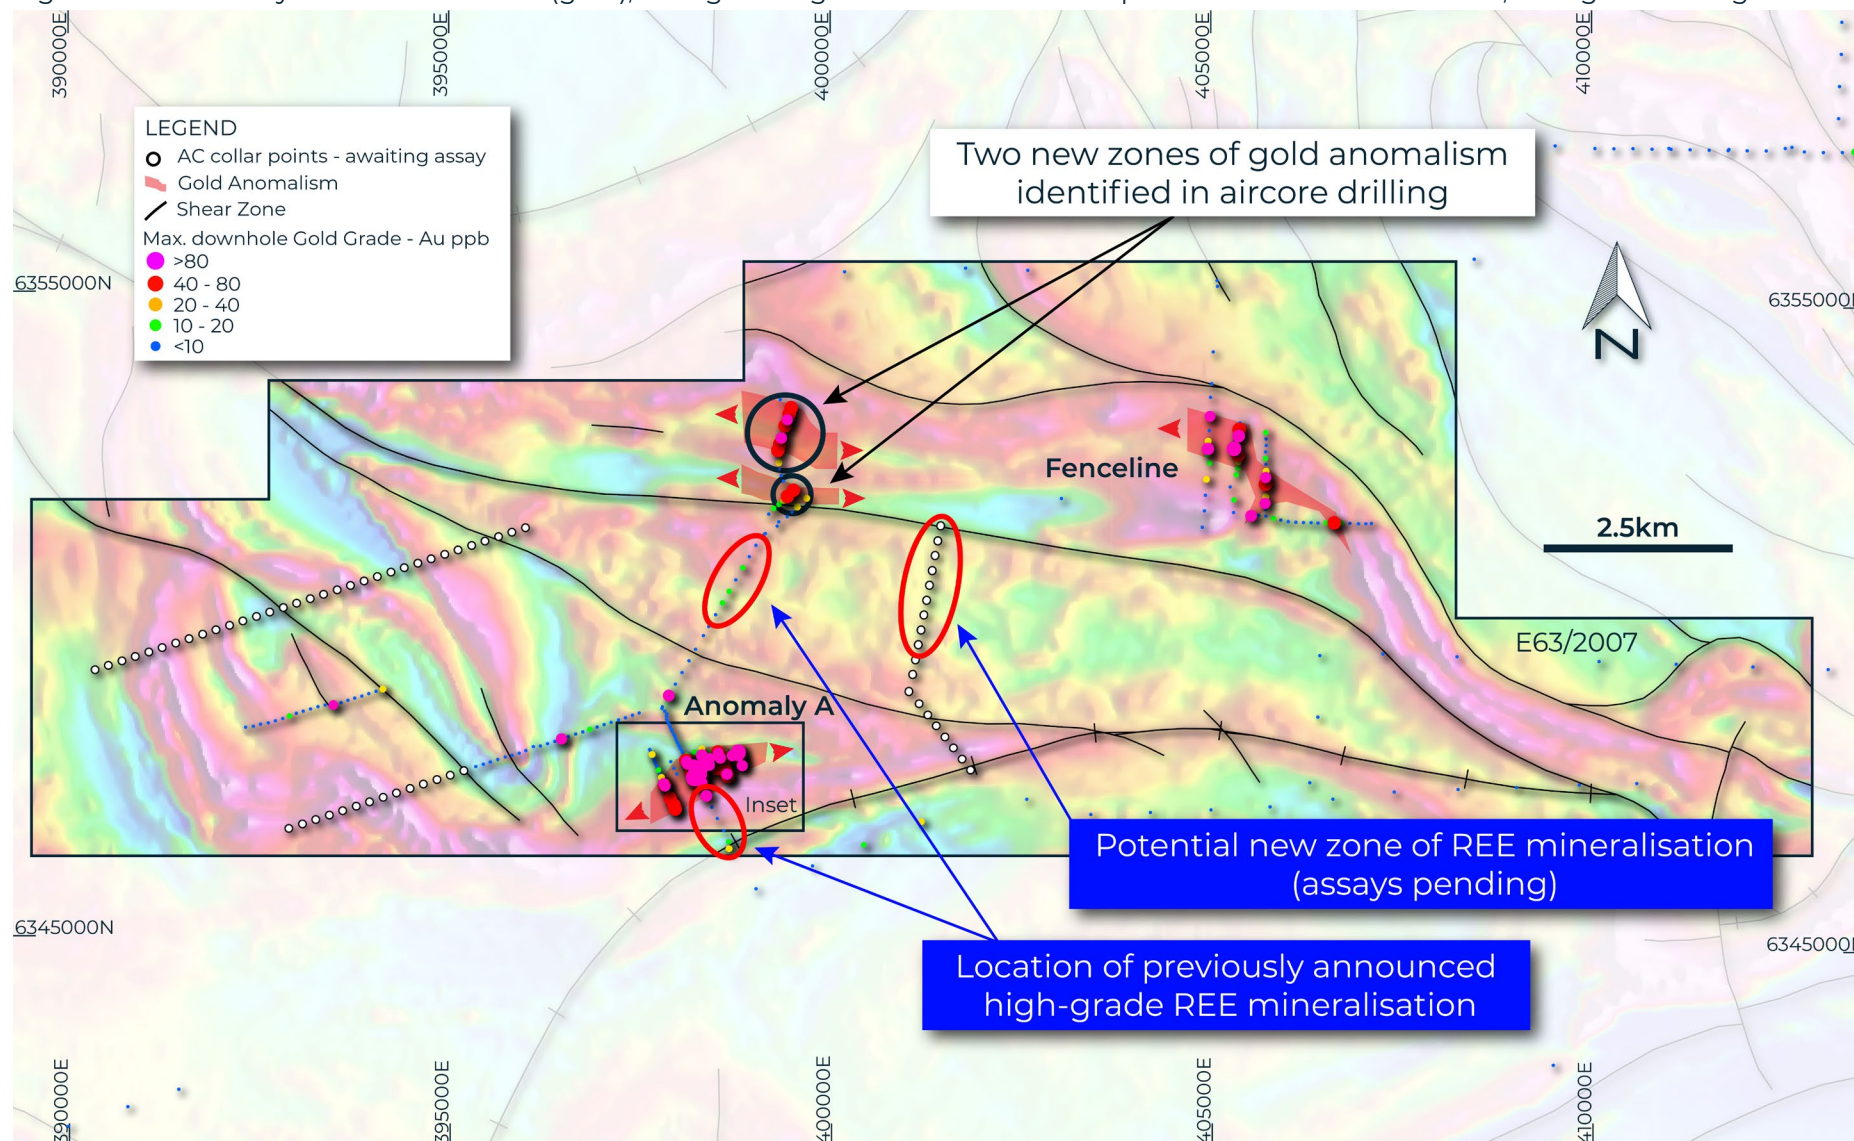 390000E
395000E
400000E
405000E
410000E
LEGEND
AC collar points - awaiting assay
Gold Anomalism
Shear Zone
Max. downhole Gold Grade - Au ppb
>80
40 - 80
20 - 40
10 - 20
<10
Two new zones of gold anomalism
identified in aircore drilling
6355000N
6355000
N
Fenceline
2.5km
E63/2007
Anomaly A
Inset
Potential new zone of REE mineralisation
(assays pending)
6345000N
6345000
Location of previously announced
high-grade REE mineralisation
390000E
395000E
400000E
405000E
410000E